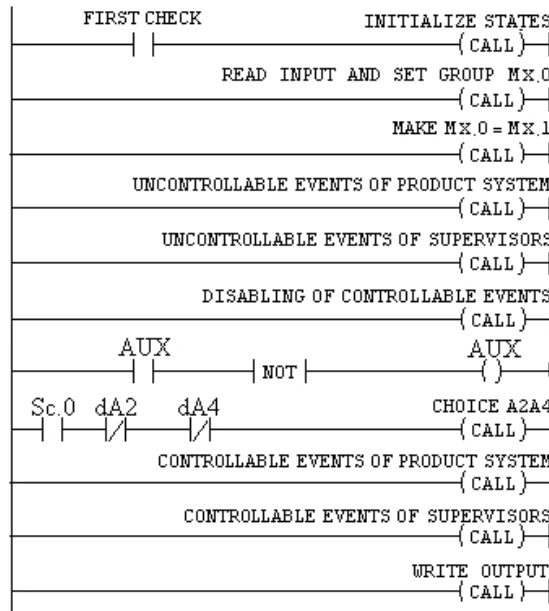 FIRST CHECK INITIALIZE STATES
(CALL)
READ INPUT AND SET GROUP Mx.0
(CALL)
MAKE Mx.0 = Mx.1
(CALL)
UNCONTROLLABLE EVENTS OF PRODUCT SYSTEM
(CALL)
UNCONTROLLABLE EVENTS OF SUPERVISORS
(CALL)
DISABLING OF CONTROLLABLE EVENTS
(CALL)
AUX AUX
NOT ( )
Sc.0 dA2 dA4 CHOICE A2A4
(CALL)
CONTROLLABLE EVENTS OF PRODUCT SYSTEM
(CALL)
CONTROLLABLE EVENTS OF SUPERVISORS
(CALL)
WRITE OUTPUT
(CALL)